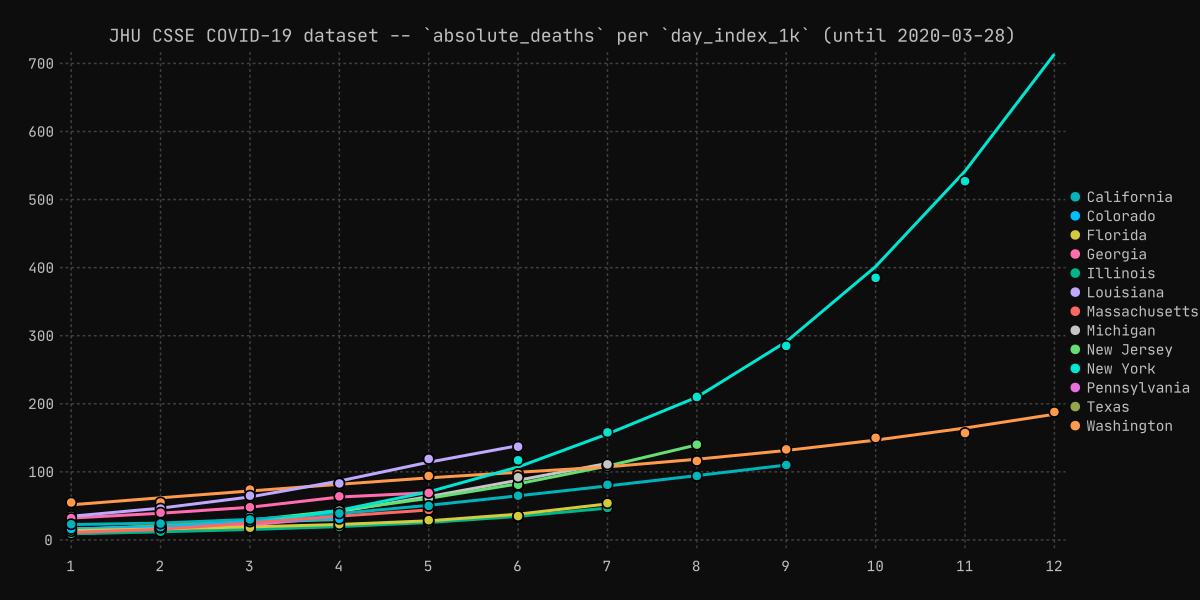 JHU CSSE COVID-19 dataset -- `absolute_deaths` per `day_index_1k` (until 2020-03-28)
700
600
500
400
300
200
100
0
1 2 3 4 5 6 7 8 9 10 11 12
California
Colorado
Florida
Georgia
Illinois
Louisiana
Massachusetts
Michigan
New Jersey
New York
Pennsylvania
Texas
Washington